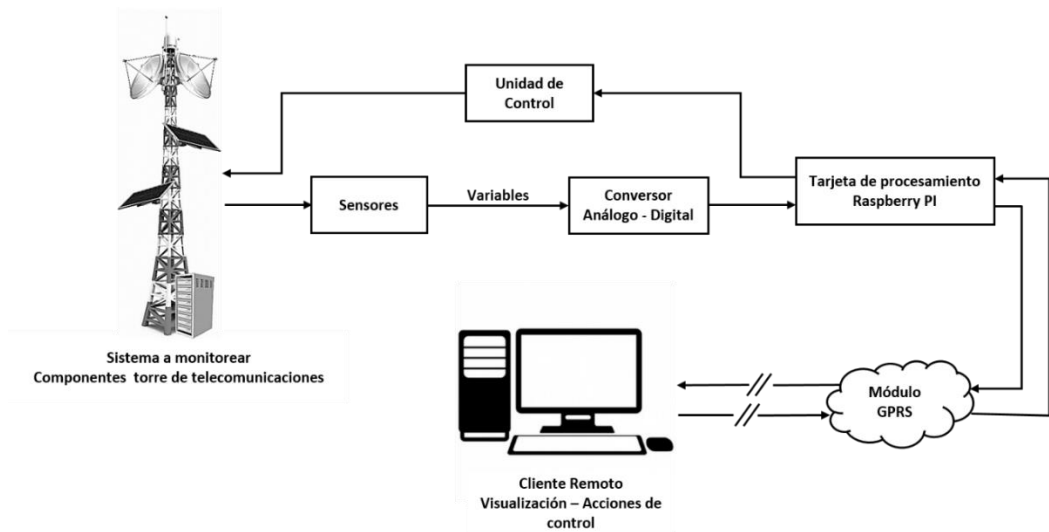 Unidad de
Control
Sensores
Variables
Conversor
Análogo - Digital
Tarjeta de procesamiento
Raspberry PI
Sistema a monitorear
Componentes torre de telecomunicaciones
Módulo
GPRS
Cliente Remoto
Visualización – Acciones de
control